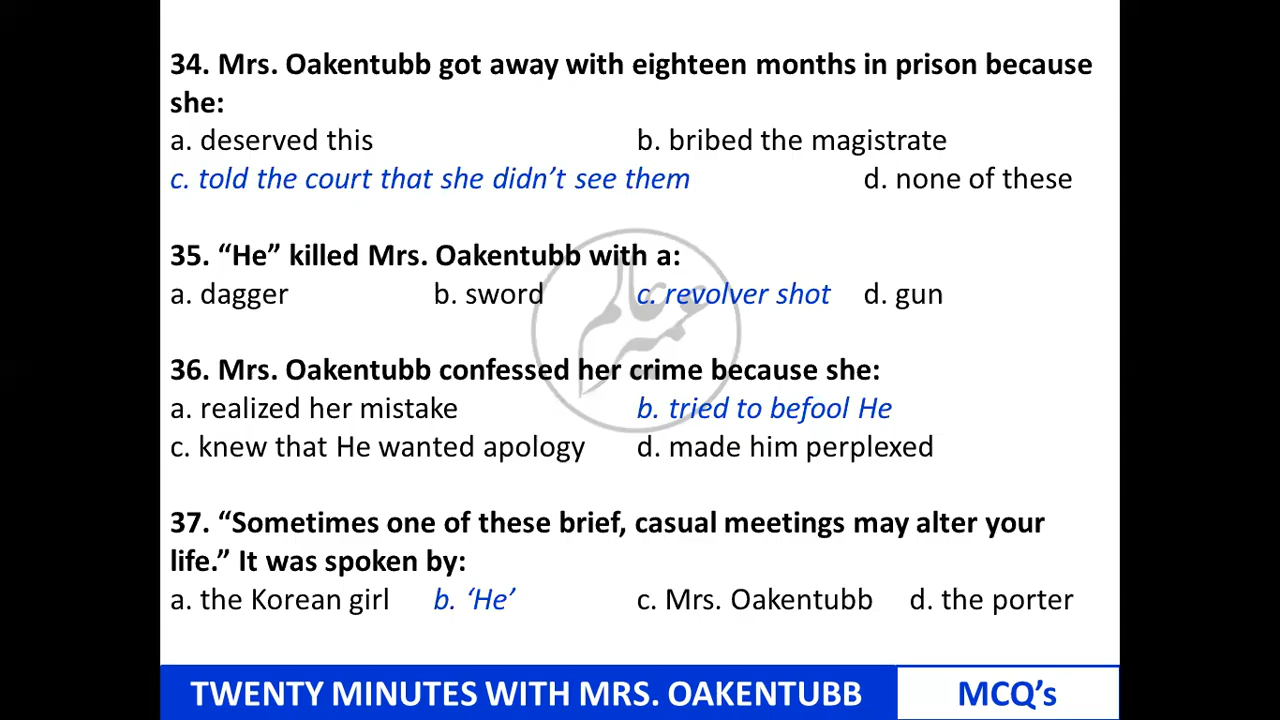 34. Mrs. Oakentubb got away with eighteen months in prison because
she:
a. deserved this b. bribed the magistrate
c. told the court that she didn’t see them d. none of these
35. “He” killed Mrs. Oakentubb with a:
a. dagger b. sword c. revolver shot d. gun
36. Mrs. Oakentubb confessed her crime because she:
a. realized her mistake b. tried to befool He
c. knew that He wanted apology d. made him perplexed
37. “Sometimes one of these brief, casual meetings may alter your
life.” It was spoken by:
a. the Korean girl b. ‘He’ c. Mrs. Oakentubb d. the porter
TWENTY MINUTES WITH MRS. OAKENTUBB MCQ’s